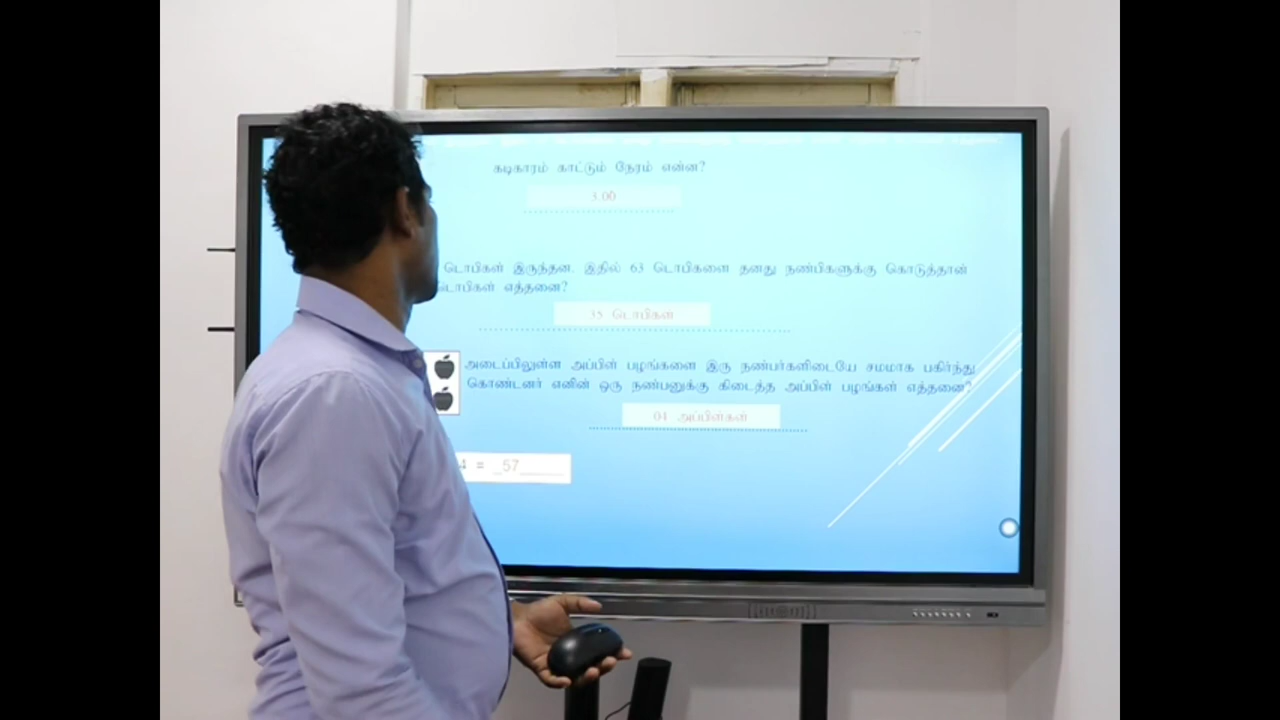 கடிகாரம் காட்டும் நேரம் என்ன?
3.00
டொபிகள் இருந்தன. இதில் 63 டொபிகளை தனது நண்பிகளுக்கு கொடுத்தான்
டொபிகள் எத்தனை?
35 டொபிகள்
அடைப்பிலுள்ள அப்பிள் பழங்களை இரு நண்பர்களிடையே சமமாக பகிர்ந்து
கொண்டனர் எனின் ஒரு நண்பனுக்கு கிடைத்த அப்பிள் பழங்கள் எத்தனை?
04 அப்பிள்கள்
4 = _57______